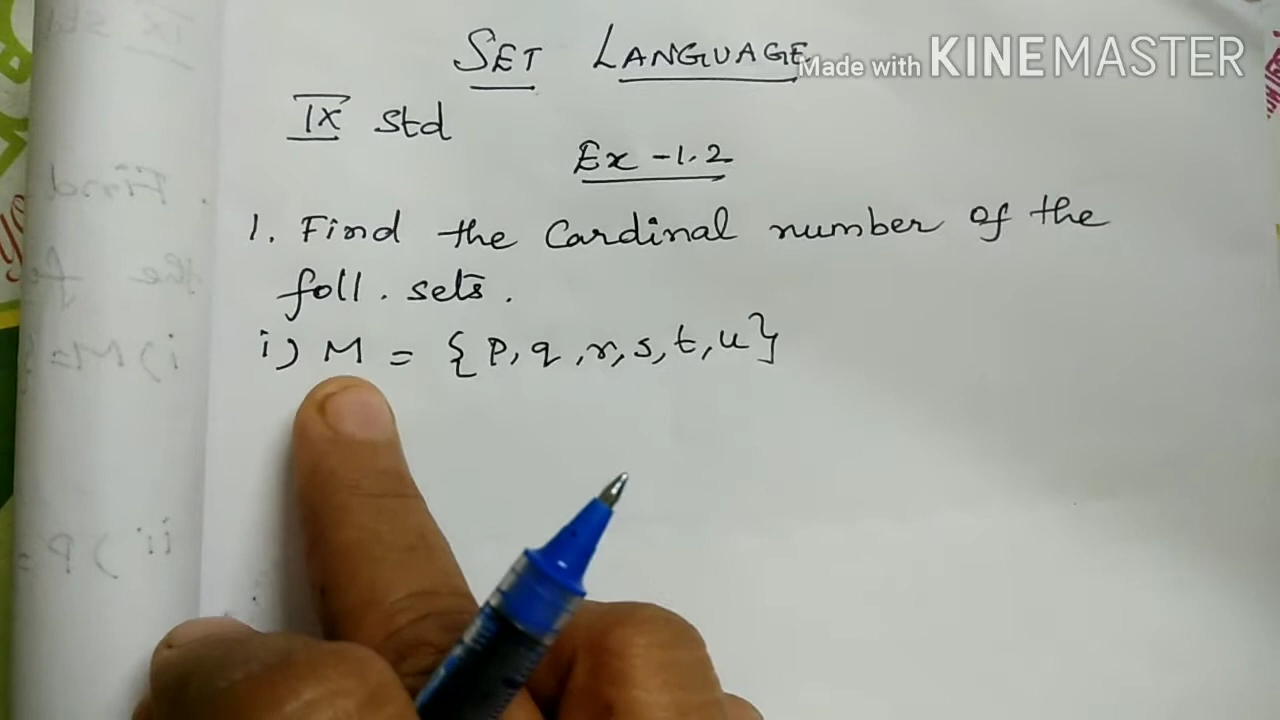 SET LANGUAGE
Made with KINEMASTER
IX std
Ex-1.2
1. Find the Cardinal number of the
foll. sets.
i) M = {p, q, r, s, t, u}